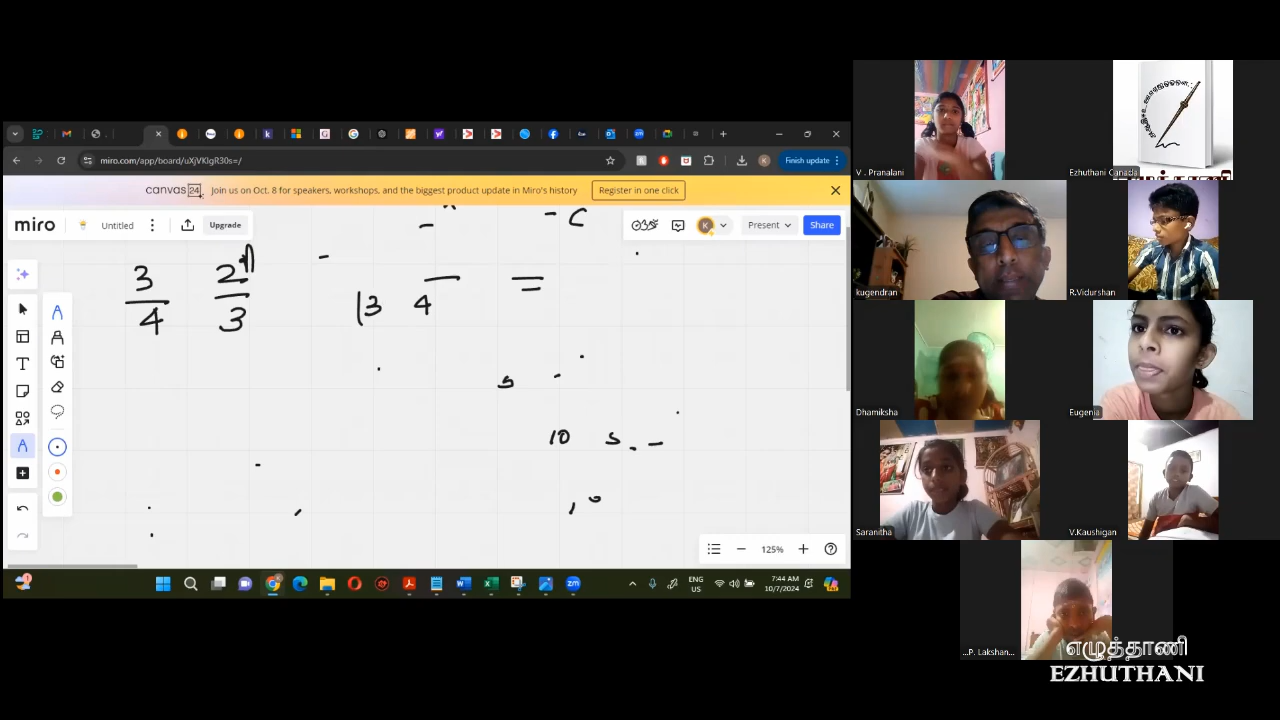 miro.com/app/board/uXjVKlgR30s=/
Finish update
canvas 24 Join us on Oct. 8 for speakers, workshops, and the biggest product update in Miro's history Register in one click
miro Untitled Upgrade
K Present Share
- C
3 2
4 3
13 4 =
s
10 s
125%
ENG
US
7:44 AM
10/7/2024
V . Pranalani
Ezhuthani Canada
kugendran
R.Vidurshan
Dhamiksha
Eugenia
Saranitha
V.Kaushigan
...P. Lakshan...
எழுத்தாணி
EZHUTHANI